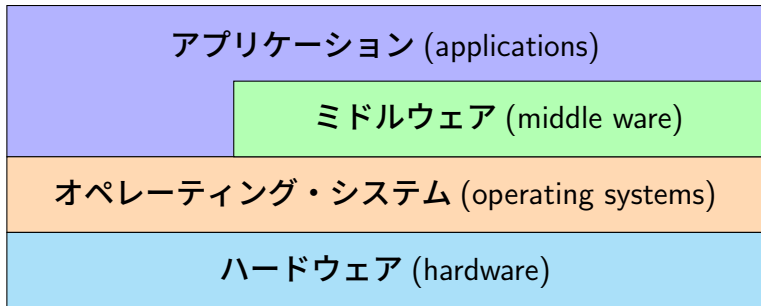 アプリケーション (applications)
ミドルウェア (middle ware)
オペレーティング・システム (operating systems)
ハードウェア (hardware)